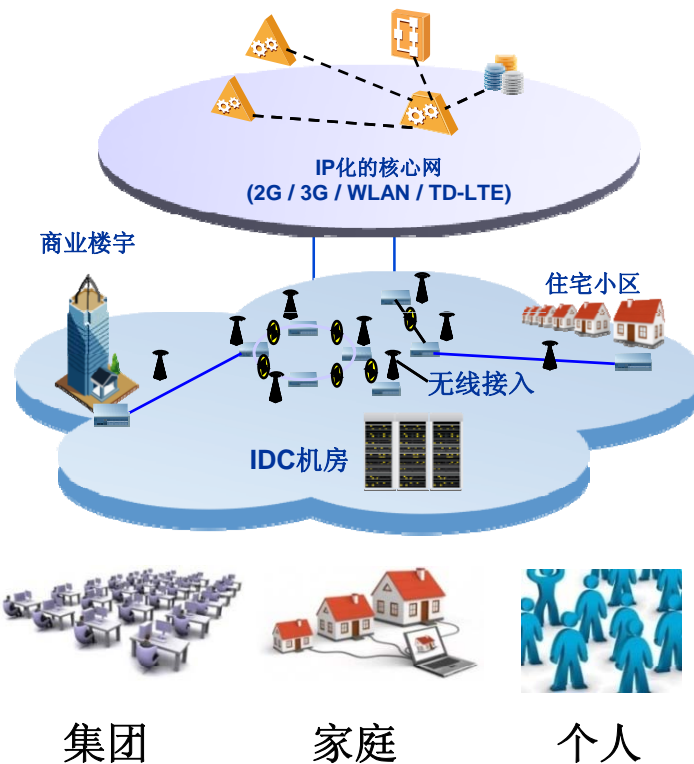 IP化的核心网
(2G / 3G / WLAN / TD-LTE)
商业楼宇
住宅小区
无线接入
IDC机房
集团
家庭
个人